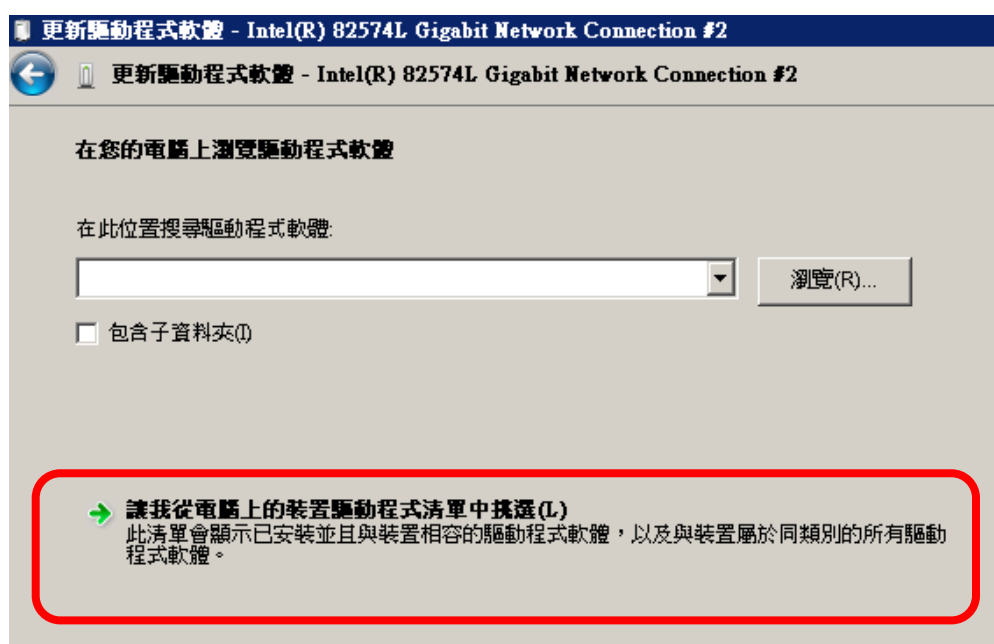 更新驅動程式軟體 - Intel(R) 82574L Gigabit Network Connection #2
更新驅動程式軟體 - Intel(R) 82574L Gigabit Network Connection #2
在您的電腦上瀏覽驅動程式軟體
在此位置搜尋驅動程式軟體:
瀏覽(R)...
包含子資料夾(I)
讓我從電腦上的裝置驅動程式清單中挑選(L)
此清單會顯示已安裝並且與裝置相容的驅動程式軟體，以及與裝置屬於同類別的所有驅動
程式軟體。